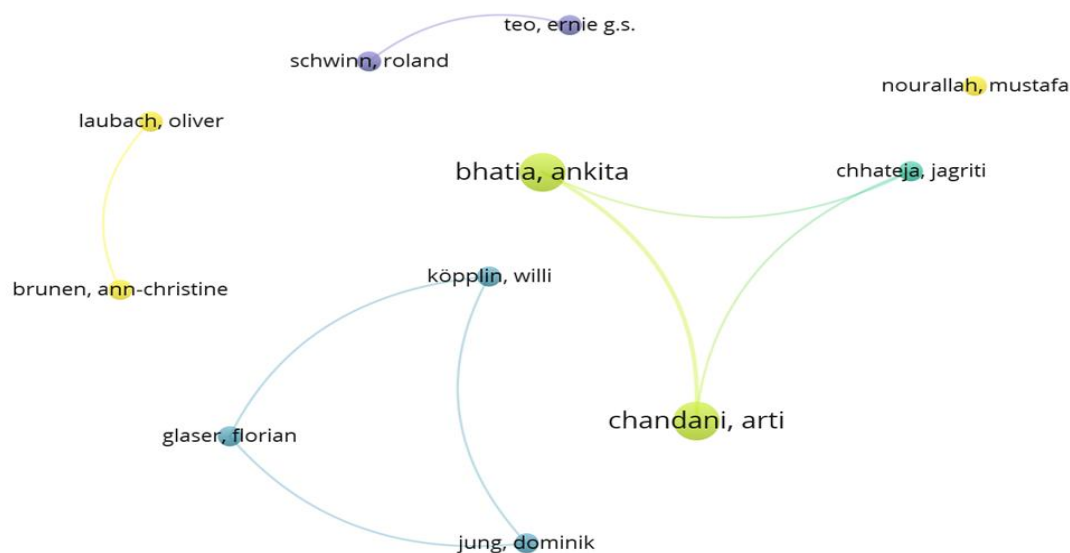 teo, ernie g.s.
schwinn, roland
nourallah, mustafa
laubach, oliver
bhatia, ankita
chhateja, jagriti
köpplin, willi
brunen, ann-christine
chandani, arti
glaser, florian
jung, dominik